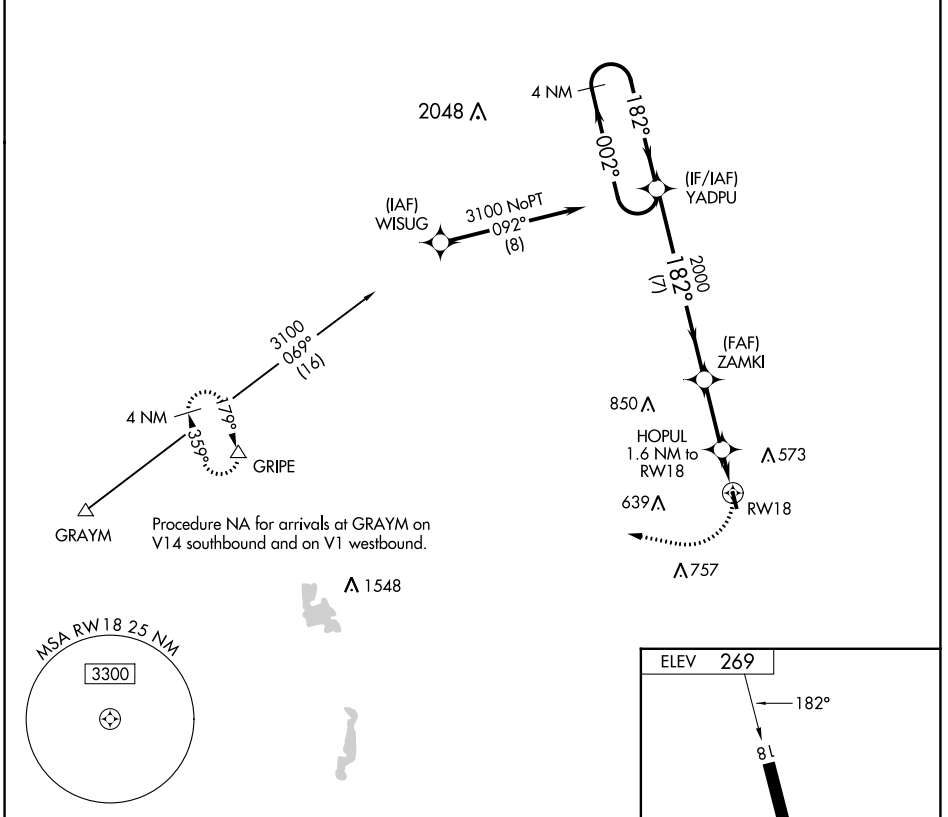 2048
4 NM
182°
002°
(IF/IAF)
YADPU
(IAF)
WISUG
3100 NoPT
092°
(8)
2000
182°
(7)
3100
069°
(16)
(FAF)
ZAMKI
4 NM
179°
359°
GRIPE
850
HOPUL
1.6 NM to
RW18
573
GRAYM
639
RW18
Procedure NA for arrivals at GRAYM on
V14 southbound and on V1 westbound.
757
1548
MSA RW18 25 NM
3300
ELEV 269
182°
18